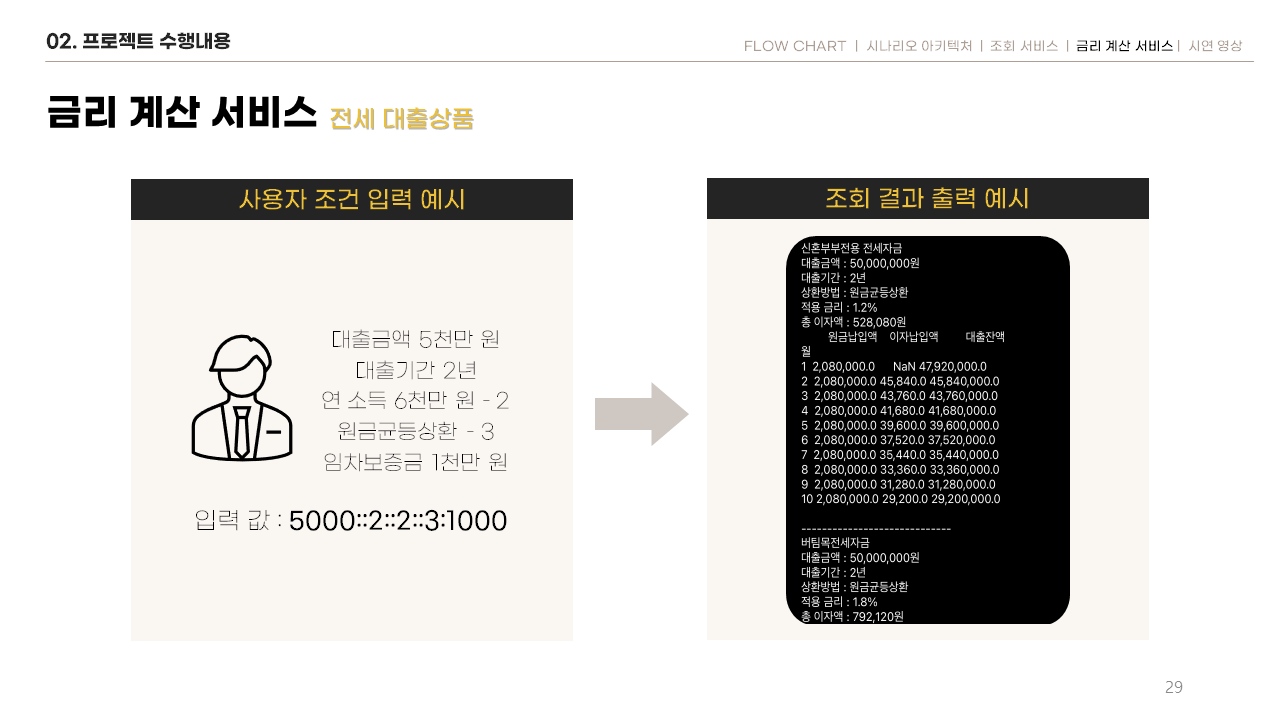 02. 프로젝트 수행내용
FLOW CHART | 시나리오 아키텍처 | 조회 서비스 | 금리 계산 서비스 | 시연 영상
금리 계산 서비스 전세 대출상품
사용자 조건 입력 예시
대출금액 5천만 원
대출기간 2년
연 소득 6천만 원 - 2
원금균등상환 - 3
임차보증금 1천만 원
입력 값 : 5000::2::2::3:1000
조회 결과 출력 예시
신혼부부전용 전세자금
대출금액 : 50,000,000원
대출기간 : 2년
상환방법 : 원금균등상환
적용 금리 : 1.2%
총 이자액 : 528,080원
원금납입액 이자납입액 대출잔액
월
1 2,080,000.0 NaN 47,920,000.0
2 2,080,000.0 45,840.0 45,840,000.0
3 2,080,000.0 43,760.0 43,760,000.0
4 2,080,000.0 41,680.0 41,680,000.0
5 2,080,000.0 39,600.0 39,600,000.0
6 2,080,000.0 37,520.0 37,520,000.0
7 2,080,000.0 35,440.0 35,440,000.0
8 2,080,000.0 33,360.0 33,360,000.0
9 2,080,000.0 31,280.0 31,280,000.0
10 2,080,000.0 29,200.0 29,200,000.0
-----------------------------
버팀목전세자금
대출금액 : 50,000,000원
대출기간 : 2년
상환방법 : 원금균등상환
적용 금리 : 1.8%
총 이자액 : 792,120원
29